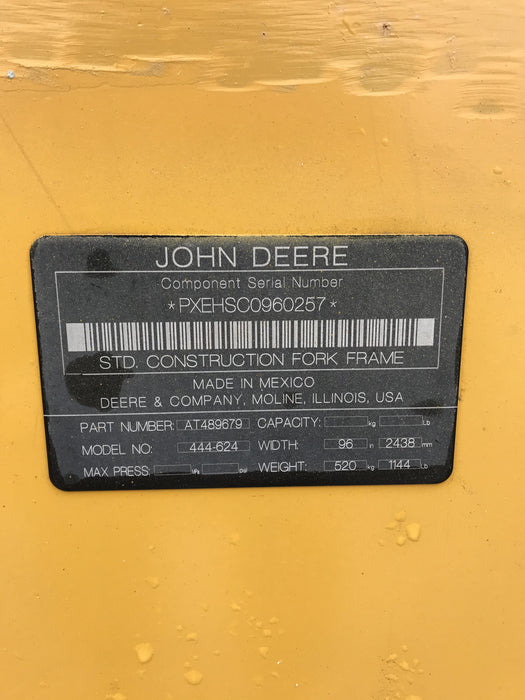 JOHN DEERE
Component Serial Number
*PXEHSC0960257*
STD. CONSTRUCTION FORK FRAME
MADE IN MEXICO
DEERE & COMPANY, MOLINE, ILLINOIS, USA
PART NUMBER: AT489679 CAPACITY: kg Lb
MODEL NO: 444-624 WIDTH: 96 in 2438 mm
MAX PRESS: - kPa psi WEIGHT: 520 kg 1144 Lb